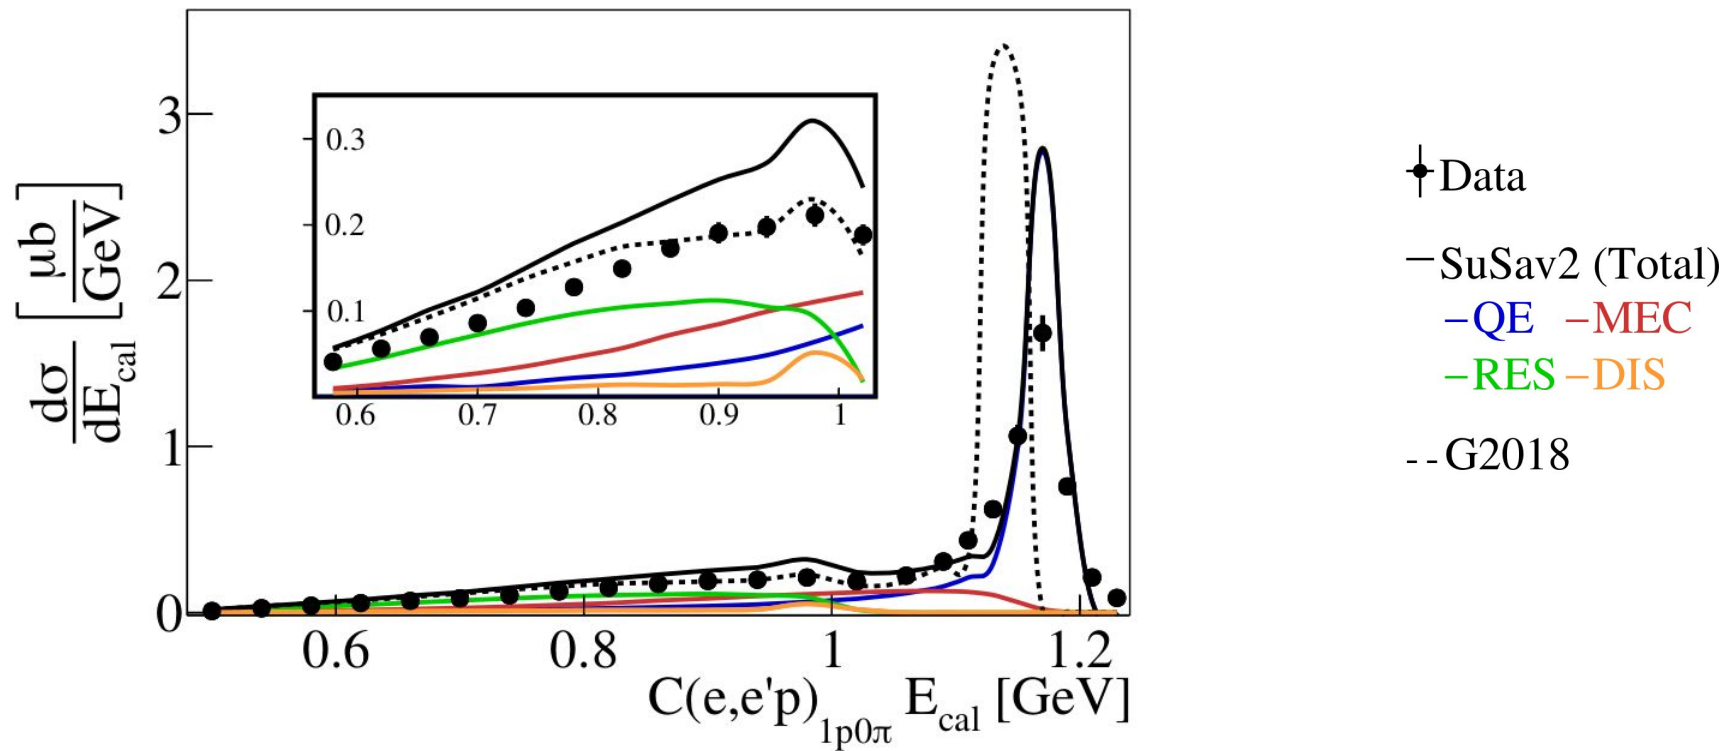 3
2
1
0
0.6 0.8 1 1.2
dσ
dE_cal
[μb
GeV]
0.3
0.2
0.1
0.6 0.7 0.8 0.9 1
C(e,e'p)_1p0π E_cal [GeV]
Data
SuSav2 (Total)
QE MEC
RES DIS
G2018